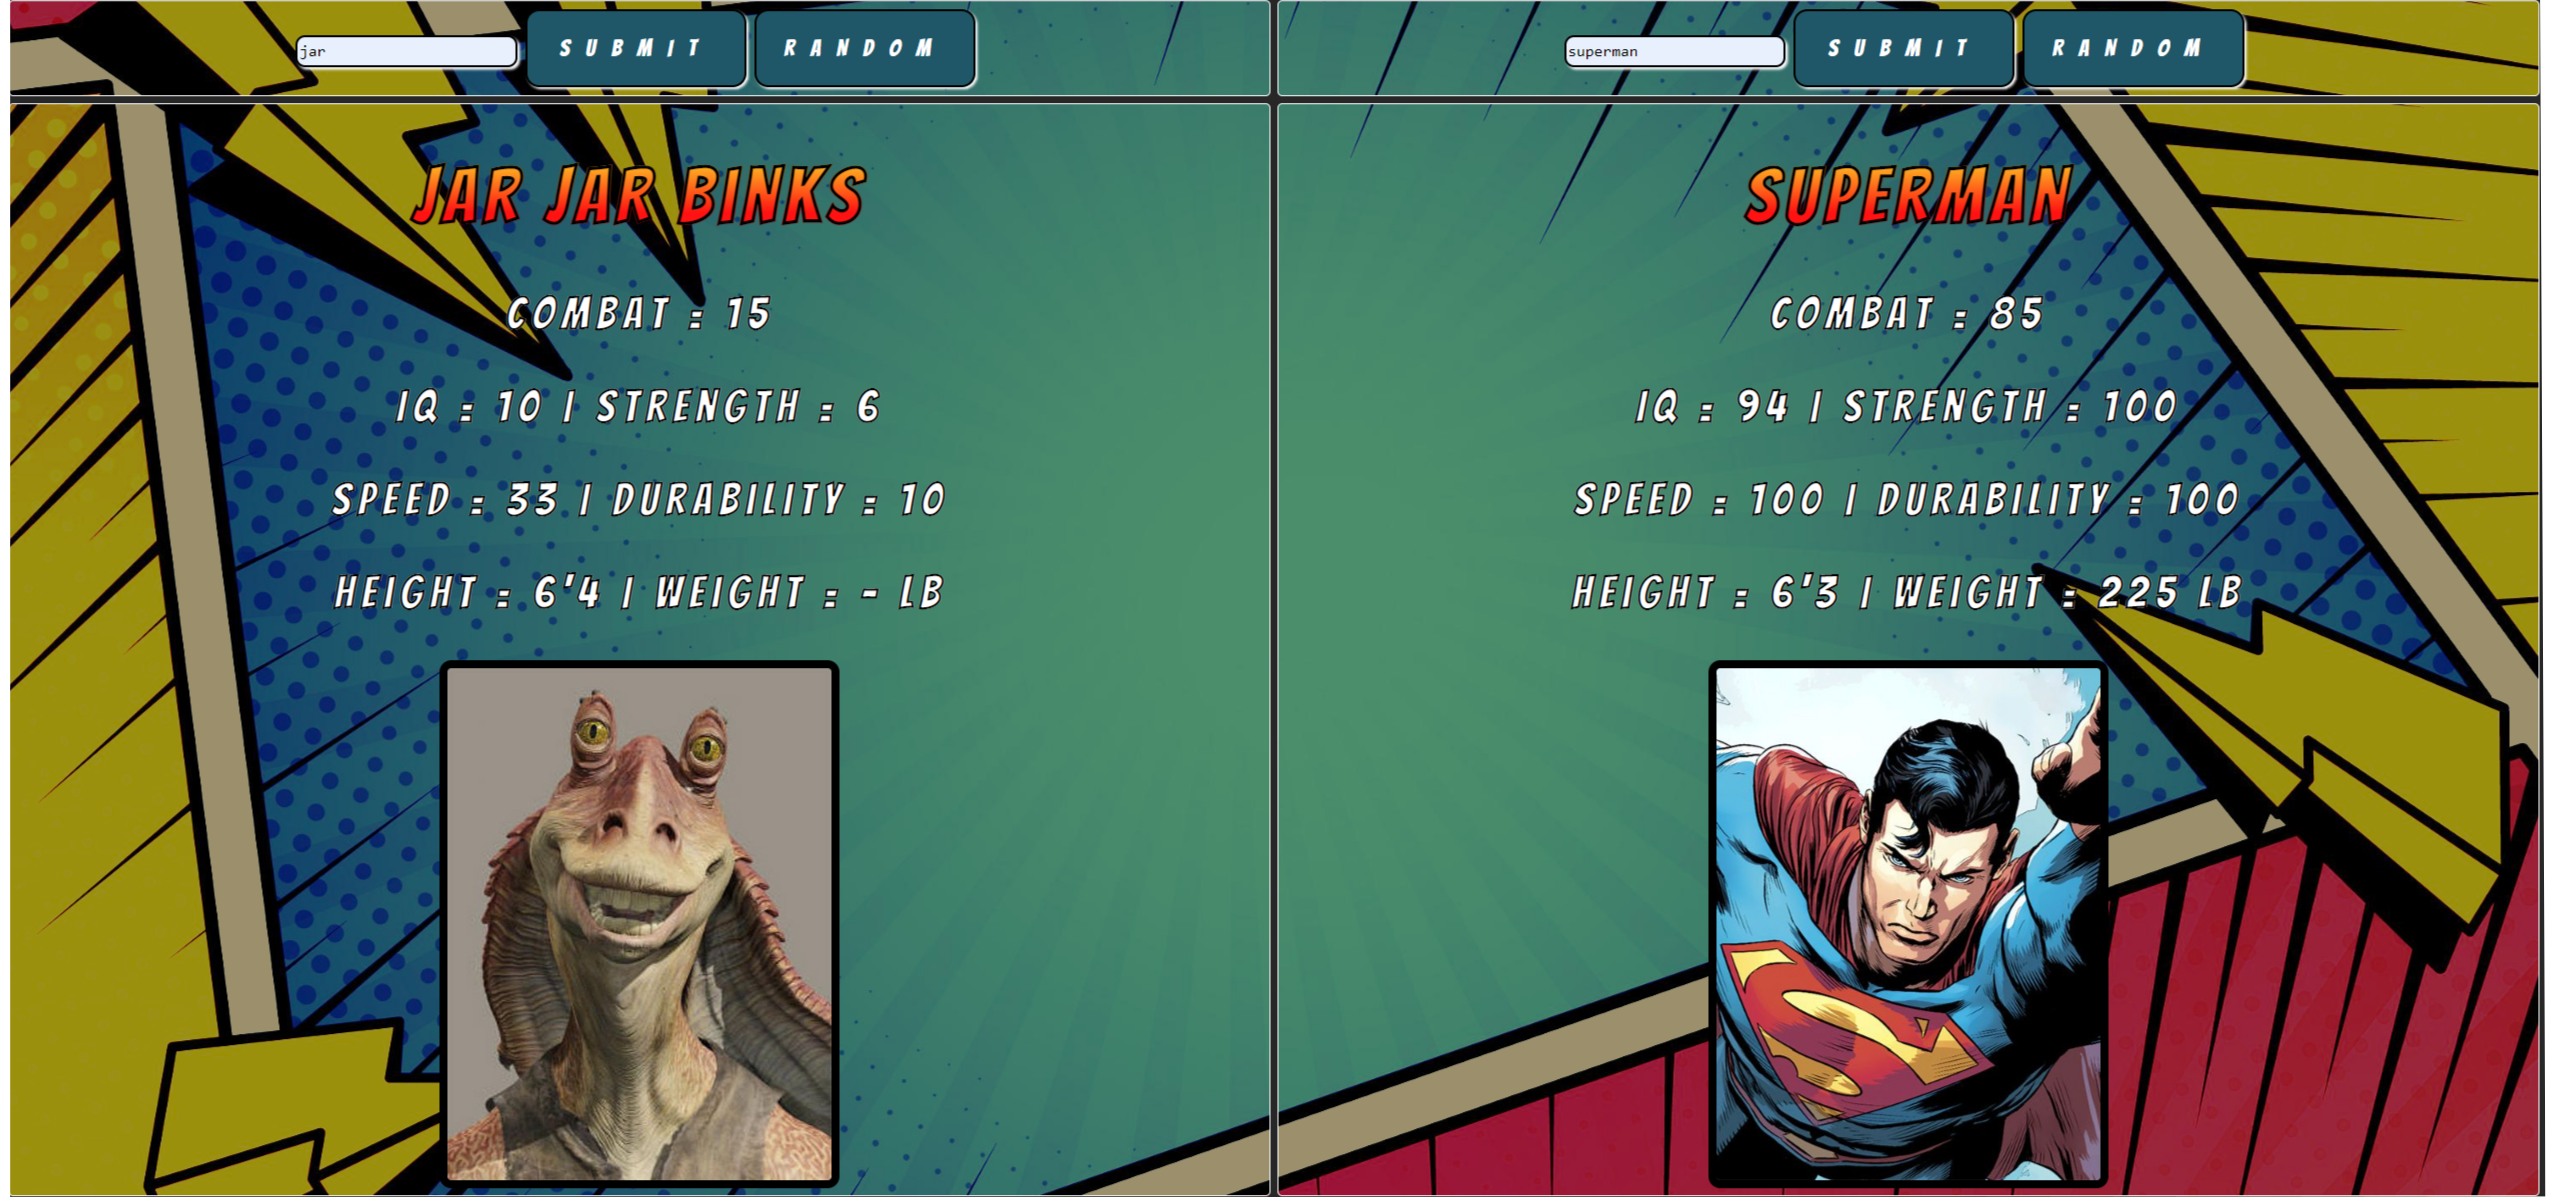 jar
SUBMIT
RANDOM
JAR JAR BINKS
COMBAT : 15
IQ : 10 | STRENGTH : 6
SPEED : 33 | DURABILITY : 10
HEIGHT : 6'4 | WEIGHT : - LB
superman
SUBMIT
RANDOM
SUPERMAN
COMBAT : 85
IQ : 94 | STRENGTH : 100
SPEED : 100 | DURABILITY : 100
HEIGHT : 6'3 | WEIGHT : 225 LB
S